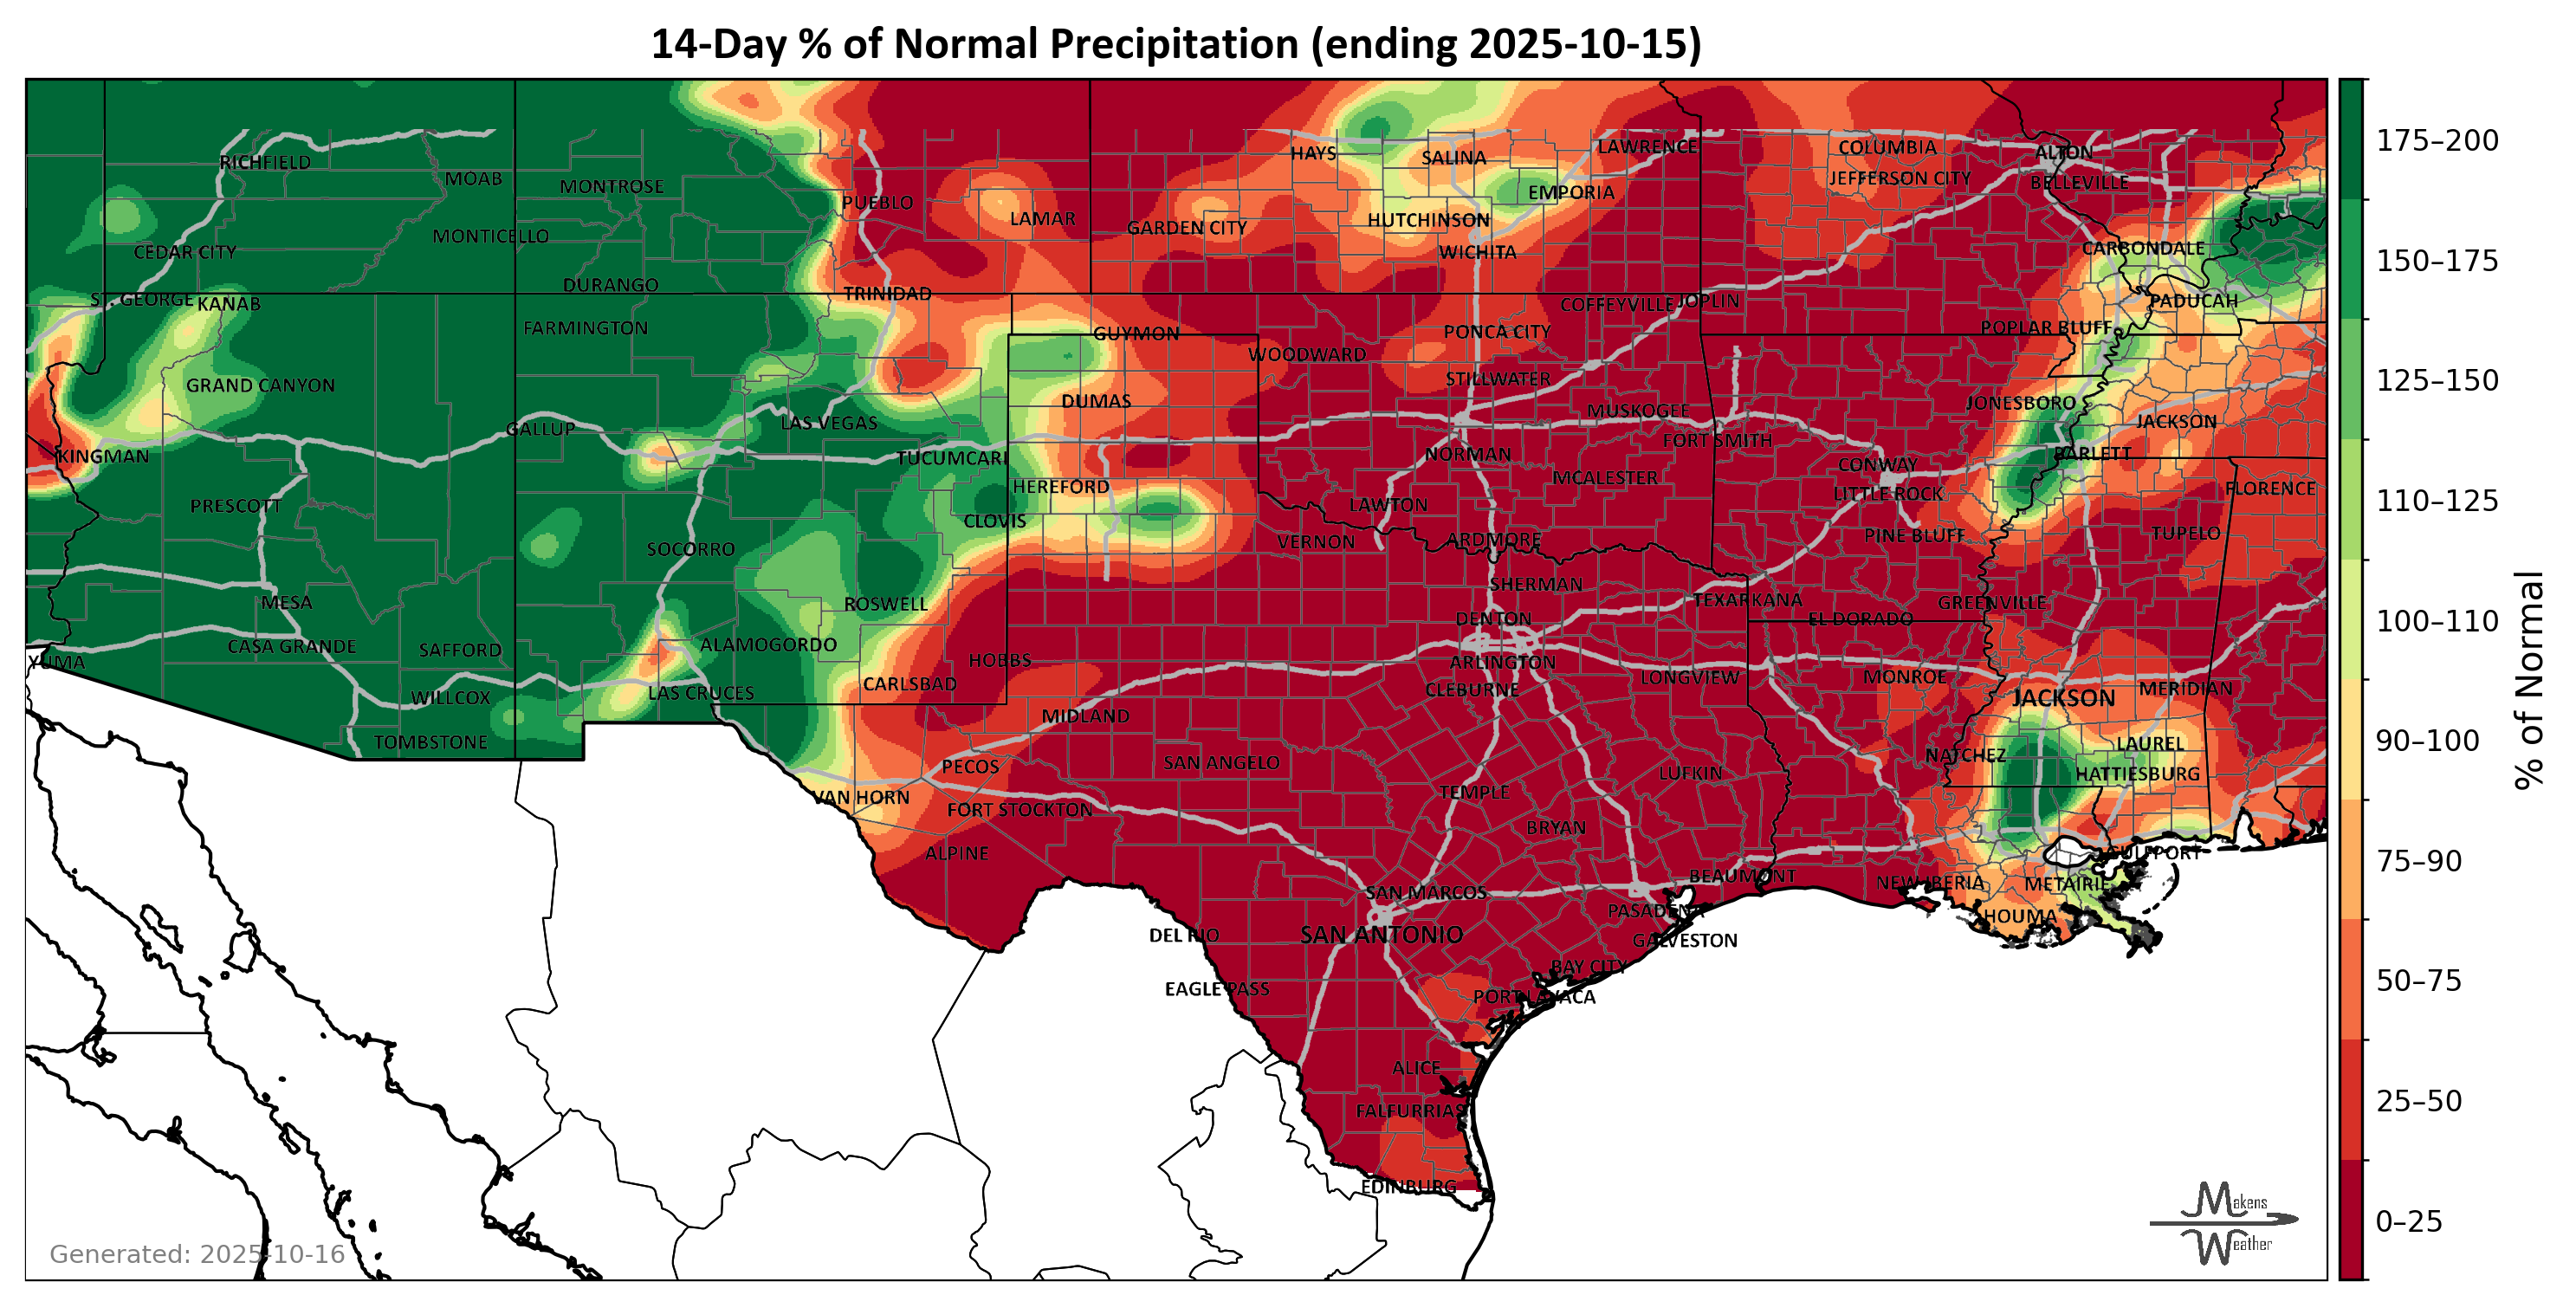 14-Day % of Normal Precipitation (ending 2025-10-15)
RICHFIELD
MOAB
MONTROSE
PUEBLO
LAMAR
HAYS
SALINA
LAWRENCE
COLUMBIA
ALTON
JEFFERSON CITY
BELLEVILLE
EMPORIA
HUTCHINSON
GARDEN CITY
WICHITA
MONTICELLO
CEDAR CITY
CARBONDALE
DURANGO
TRINIDAD
ST. GEORGE
KANAB
COFFEYVILLE
JOPLIN
PADUCAH
FARMINGTON
GUYMON
PONCA CITY
POPLAR BLUFF
WOODWARD
GRAND CANYON
STILLWATER
DUMAS
MUSKOGEE
JONESBORO
JACKSON
GALLUP
LAS VEGAS
FORT SMITH
KINGMAN
TUCUMCARI
NORMAN
BARLETT
CONWAY
MCALESTER
HEREFORD
LITTLE ROCK
FLORENCE
PRESCOTT
LAWTON
CLOVIS
PINE BLUFF
TUPELO
SOCORRO
VERNON
ARDMORE
SHERMAN
MESA
ROSWELL
TEXARKANA
GREENVILLE
DENTON
EL DORADO
CASA GRANDE
SAFFORD
ALAMOGORDO
YUMA
HOBBS
ARLINGTON
LONGVIEW
MONROE
CARLSBAD
CLEBURNE
WILLCOX
LAS CRUCES
JACKSON
MERIDIAN
MIDLAND
TOMBSTONE
LAUREL
NATCHEZ
PECOS
SAN ANGELO
LUFKIN
HATTIESBURG
VAN HORN
TEMPLE
FORT STOCKTON
BRYAN
ALPINE
GULFPORT
BEAUMONT
NEW IBERIA
METAIRIE
SAN MARCOS
PASADENA
HOUMA
DEL RIO
SAN ANTONIO
GALVESTON
BAY CITY
EAGLE PASS
PORT LAVACA
ALICE
FALFURRIAS
EDINBURG
Generated: 2025-10-16
Makens
Weather
175–200
150–175
125–150
110–125
100–110
90–100
75–90
50–75
25–50
0–25
% of Normal